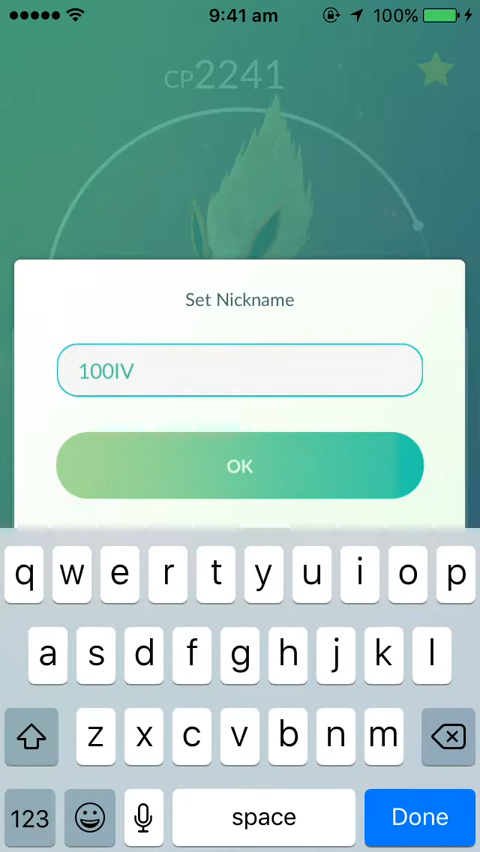 9:41 am 100%
CP2241
Set Nickname
100IV
OK
q w e r t y u i o p
a s d f g h j k l
z x c v b n m
123 space Done